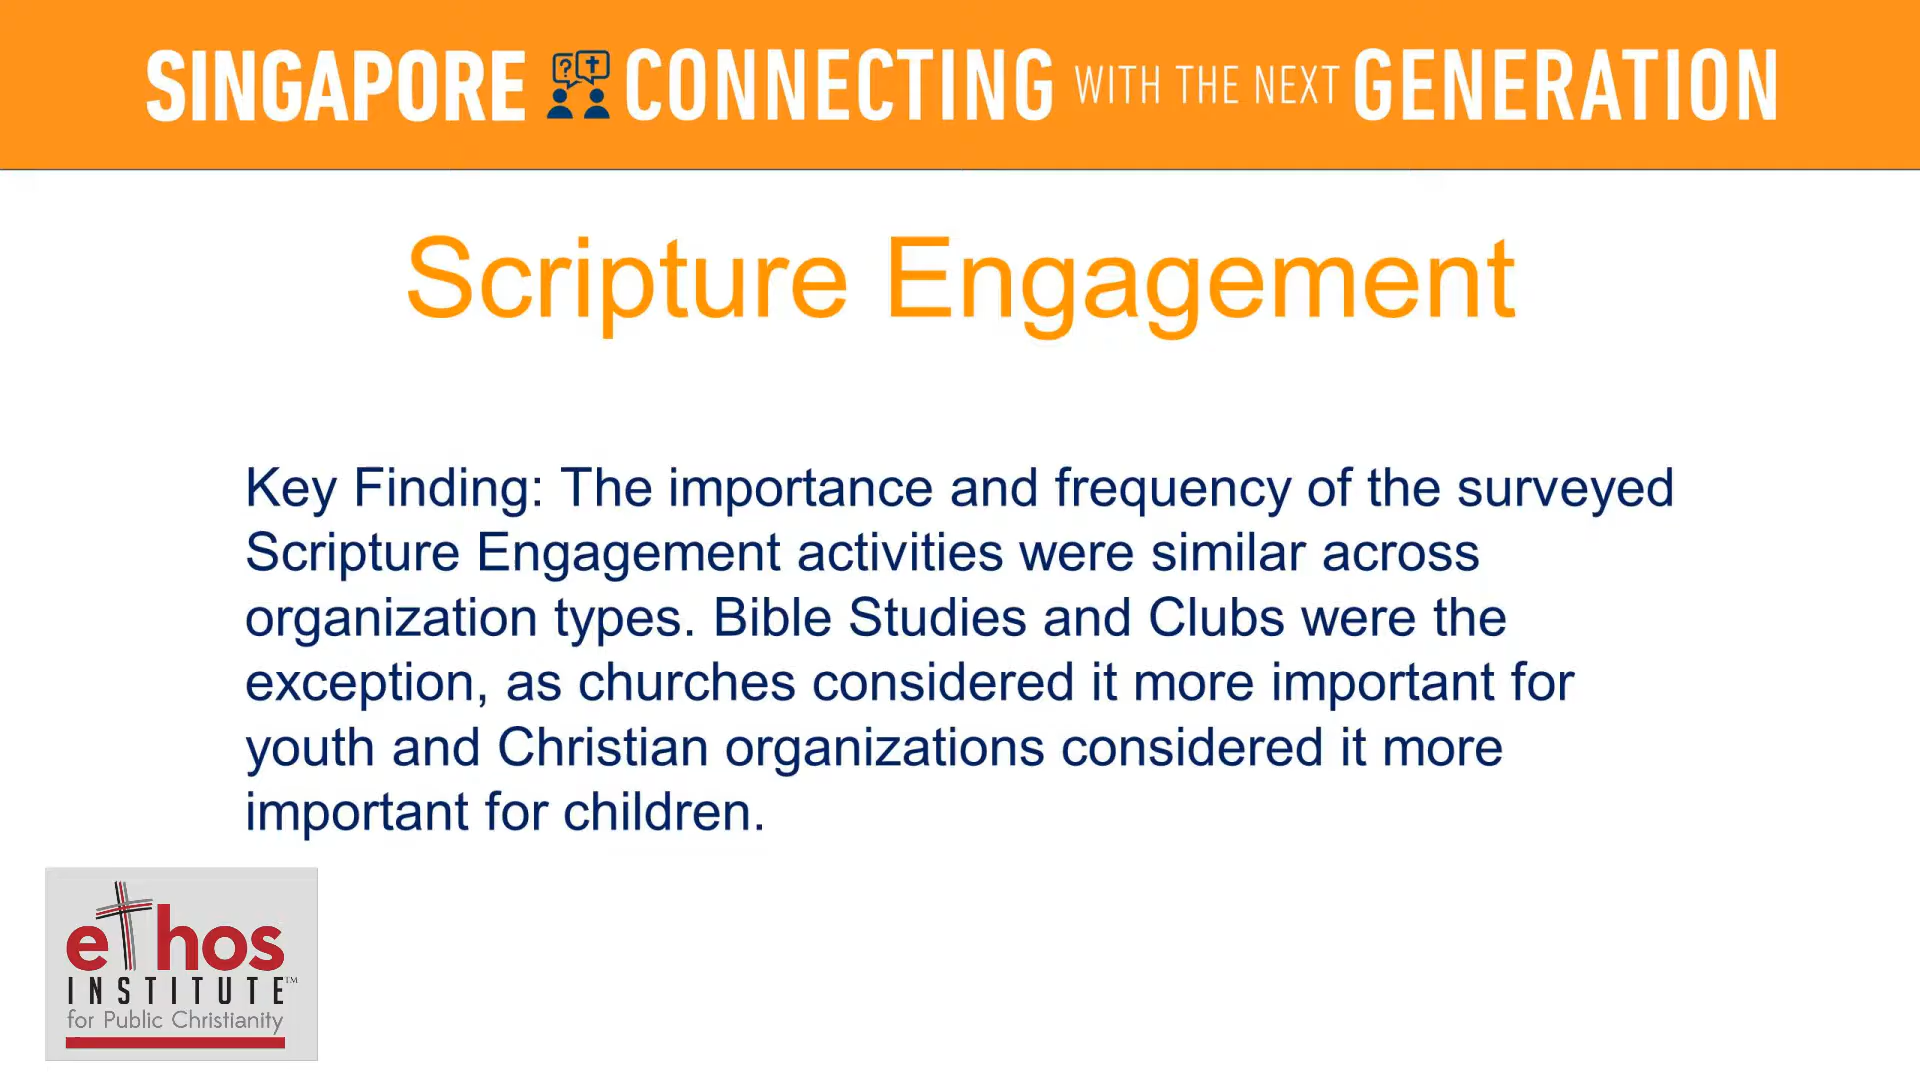 SINGAPORE CONNECTING WITH THE NEXT GENERATION
Scripture Engagement
Key Finding: The importance and frequency of the surveyed
Scripture Engagement activities were similar across
organization types. Bible Studies and Clubs were the
exception, as churches considered it more important for
youth and Christian organizations considered it more
important for children.
ethos
INSTITUTE™
for Public Christianity